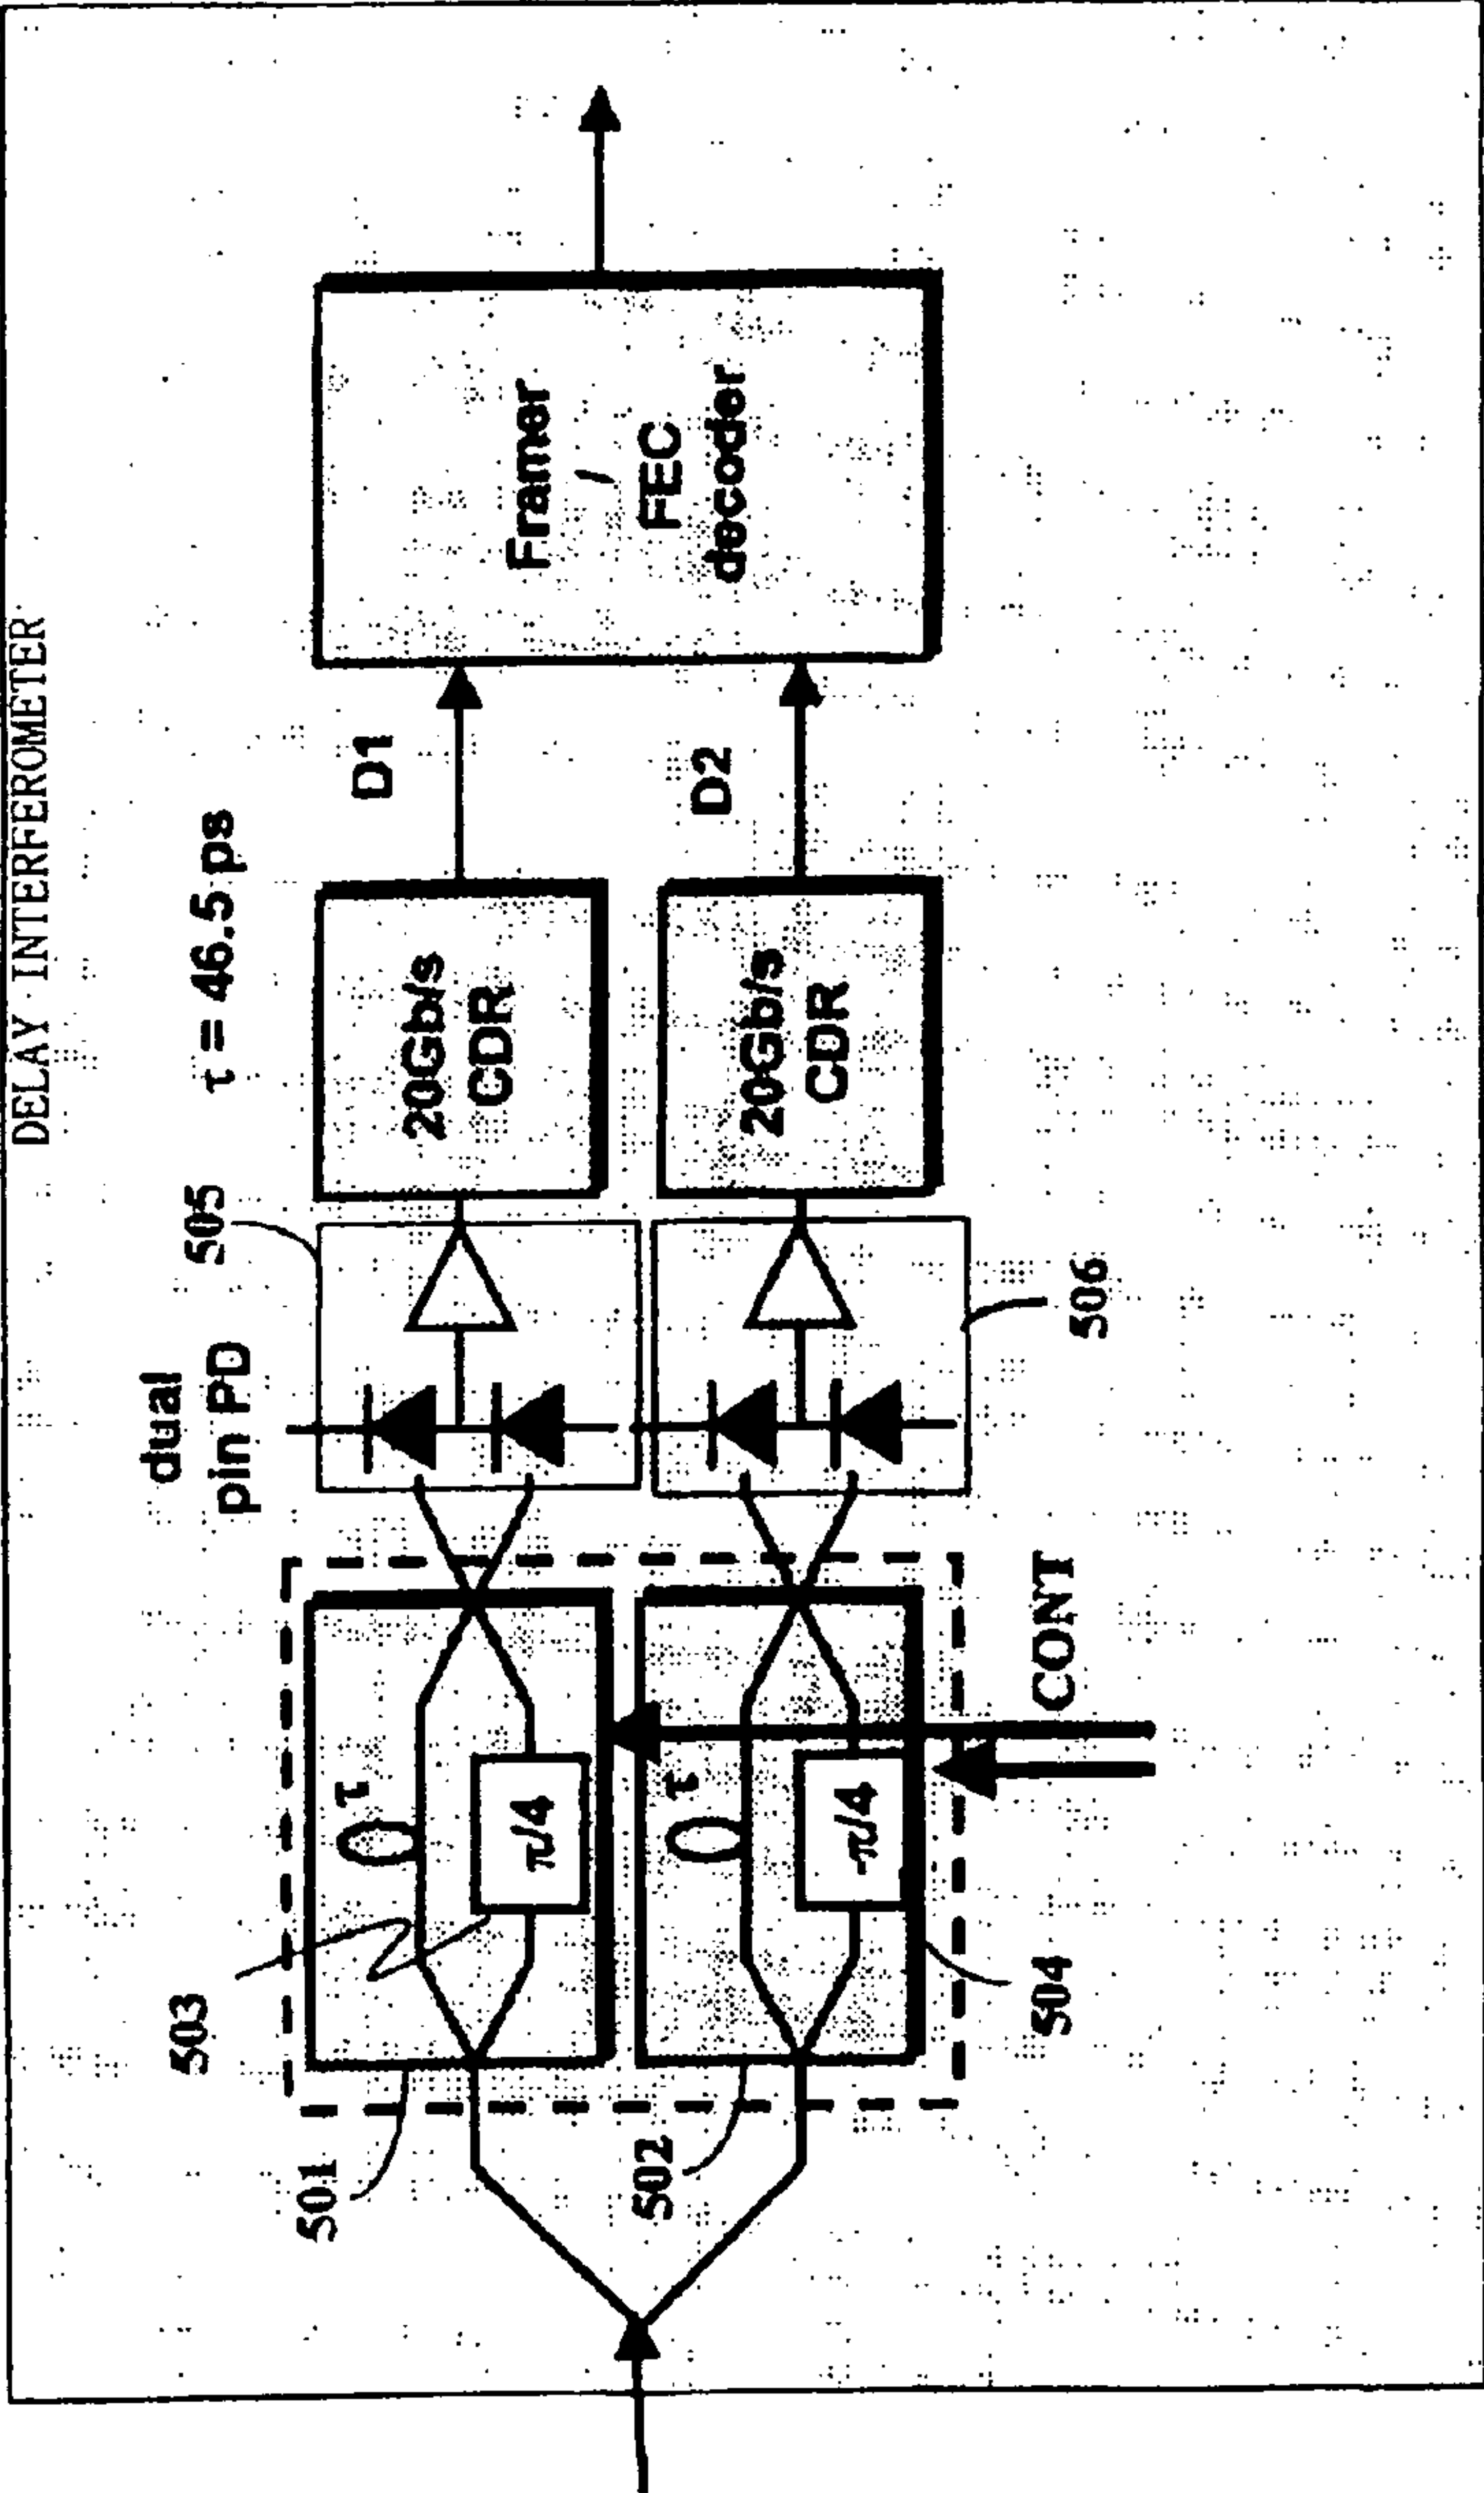 DELAY INTERFEROMETER
τ = 46.5 ps
dual
pin PD
505
503
501
502
504
506
τ
π/4
τ
-π/4
CONT
20Gb/s
CDR
20Gb/s
CDR
D1
D2
Framer
/
FEC
decoder